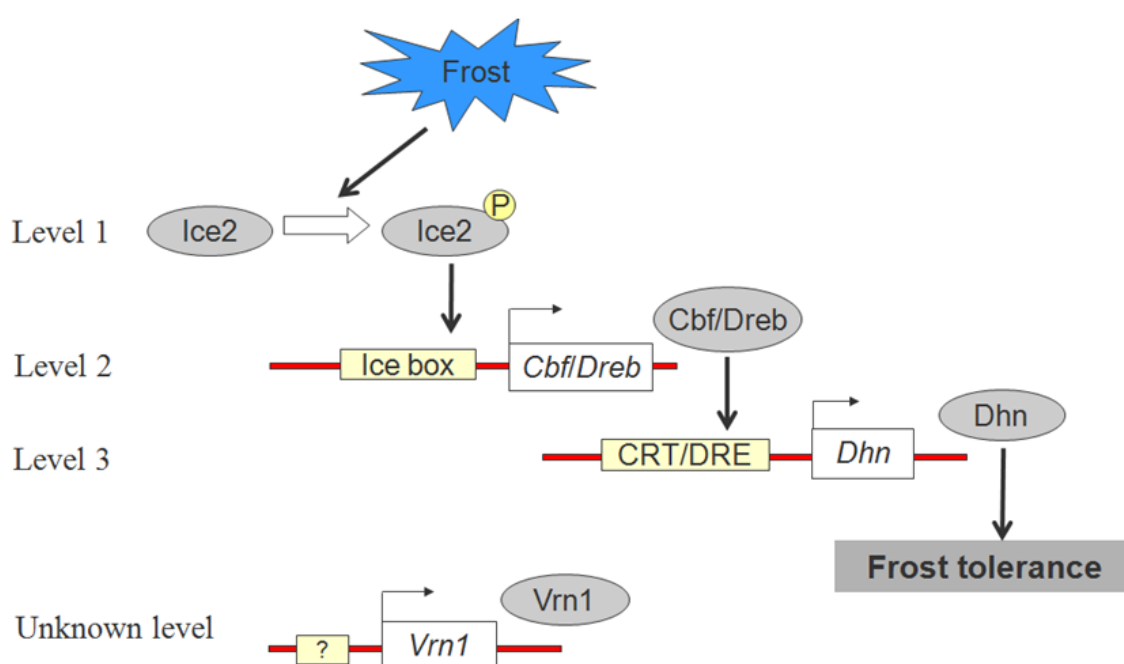 Frost
Level 1
Ice2
Ice2
P
Level 2
Ice box
Cbf/Dreb
Cbf/Dreb
Level 3
CRT/DRE
Dhn
Dhn
Frost tolerance
Unknown level
?
Vrn1
Vrn1